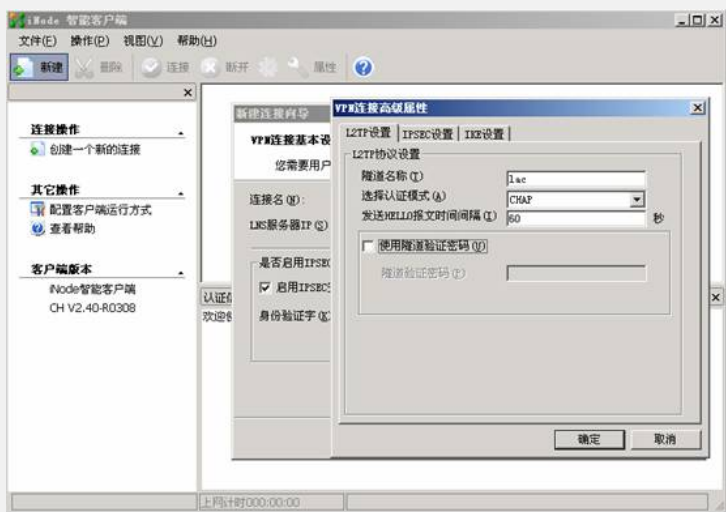 iNode 智能客户端
文件(F) 操作(P) 视图(V) 帮助(H)
新建 删除 连接 断开 属性
连接操作
创建一个新的连接
其它操作
配置客户端运行方式
查看帮助
客户端版本
iNode智能客户端
CH V2.40-R0308
新建连接向导
VPN连接基本设
您需要用户
连接名(N):
LNS服务器IP(S)
是否启用IPSEC
启用IPSEC
身份验证字(K)
认证
欢迎
VPN连接高级属性
L2TP设置 IPSEC设置 IKE设置
L2TP协议设置
隧道名称(T) lac
选择认证模式(A) CHAP
发送HELLO报文时间间隔(I) 60 秒
使用隧道验证密码(U)
隧道验证密码(P)
确定 取消
上网计时000:00:00